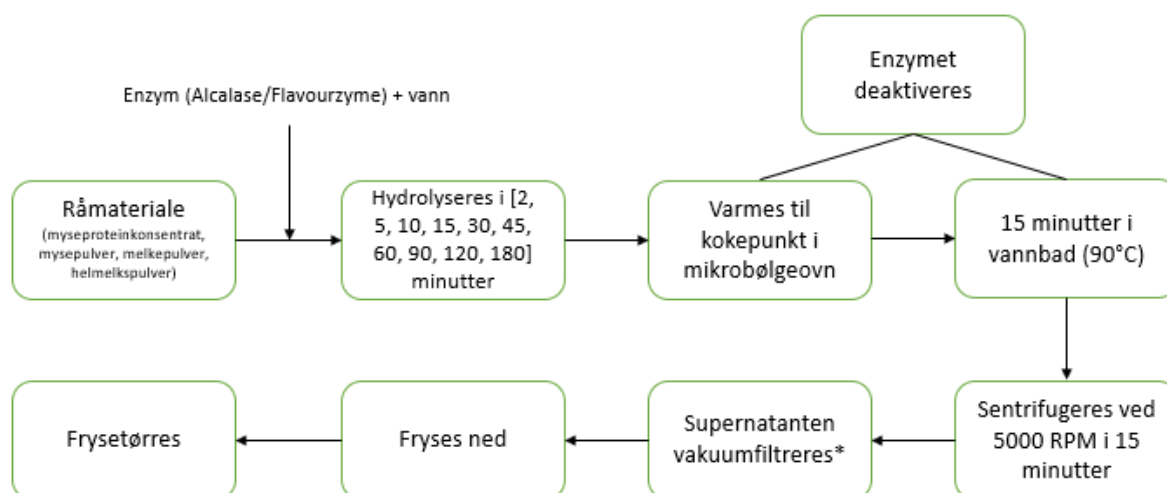 Enzymet
deaktiveres
Enzym (Alcalase/Flavourzyme) + vann
Råmateriale
(myseproteinkonsentrat,
mysepulver, melkepulver,
helmelkspulver)
Hydrolyseres i [2,
5, 10, 15, 30, 45,
60, 90, 120, 180]
minutter
Varmes til
kokepunkt i
mikrobølgeovn
15 minutter i
vannbad (90°C)
Sentrifugeres ved
5000 RPM i 15
minutter
Supernatanten
vakuumfiltreres*
Fryses ned
Frysetørres